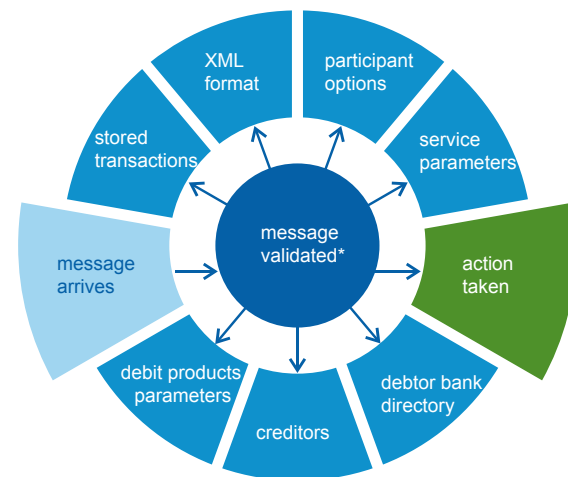 XML
format
participant
options
stored
transactions
service
parameters
message
arrives
message
validated*
action
taken
debit products
parameters
creditors
debtor bank
directory